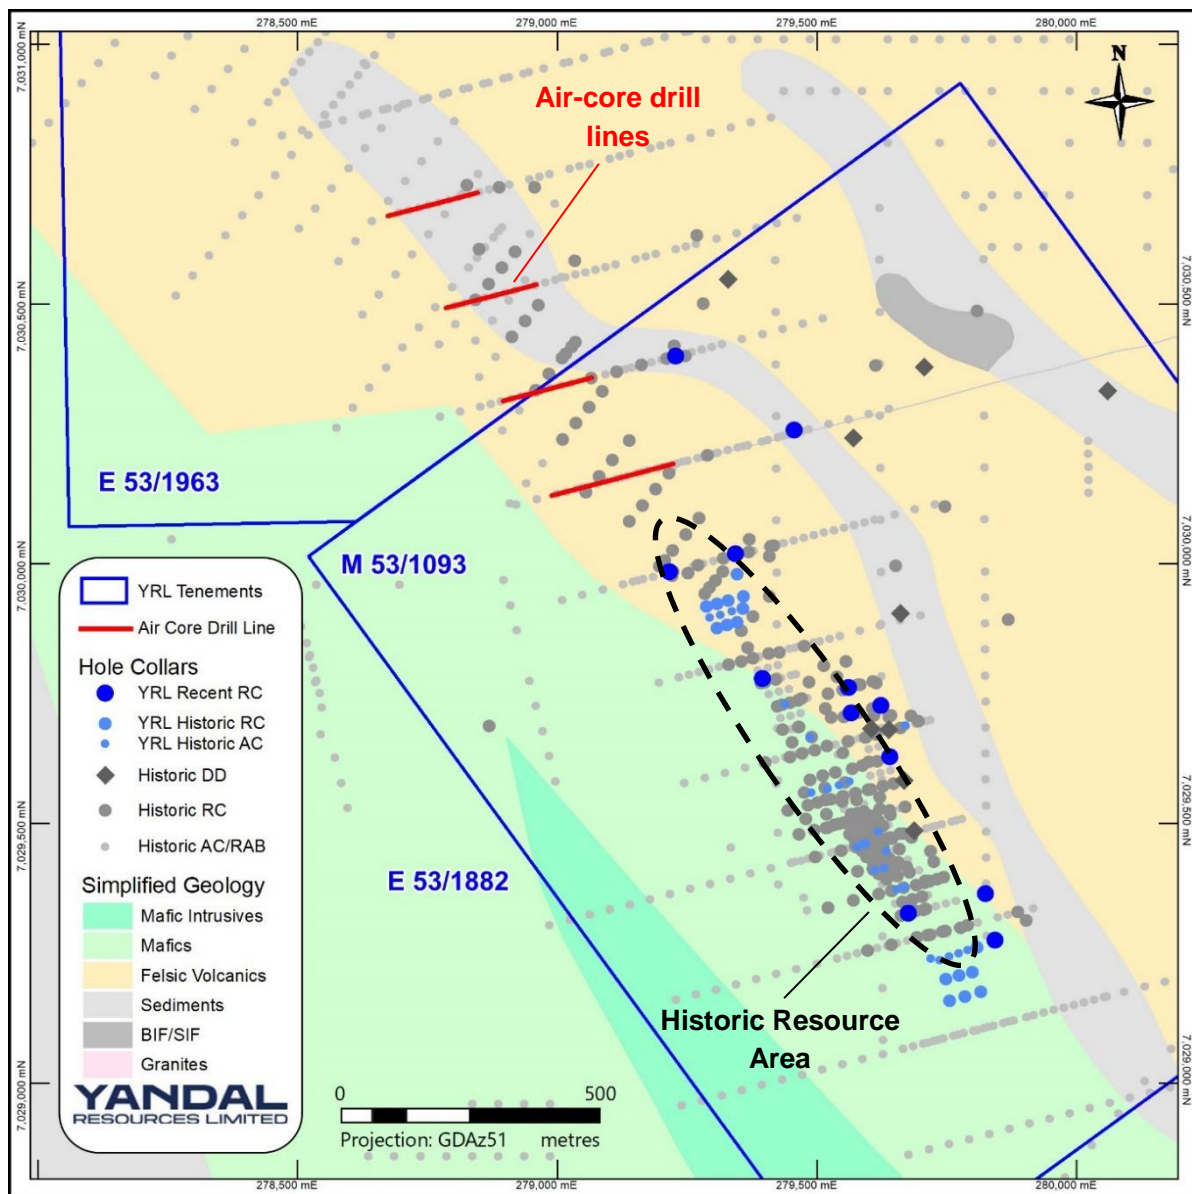 278,500 mE
279,000 mE
279,500 mE
280,000 mE
7,031,000 mN
7,031,000 mN
N
Air-core drill
lines
7,030,500 mN
7,030,500 mN
E 53/1963
M 53/1093
7,030,000 mN
7,030,000 mN
YRL Tenements
Air Core Drill Line
Hole Collars
YRL Recent RC
YRL Historic RC
YRL Historic AC
Historic DD
Historic RC
Historic AC/RAB
7,029,500 mN
7,029,500 mN
Simplified Geology
Mafic Intrusives
Mafics
Felsic Volcanics
Sediments
BIF/SIF
Granites
YANDAL
RESOURCES LIMITED
E 53/1882
Historic Resource
Area
0 500
Projection: GDAz51 metres
7,029,000 mN
7,029,000 mN
278,500 mE
279,000 mE
279,500 mE
280,000 mE